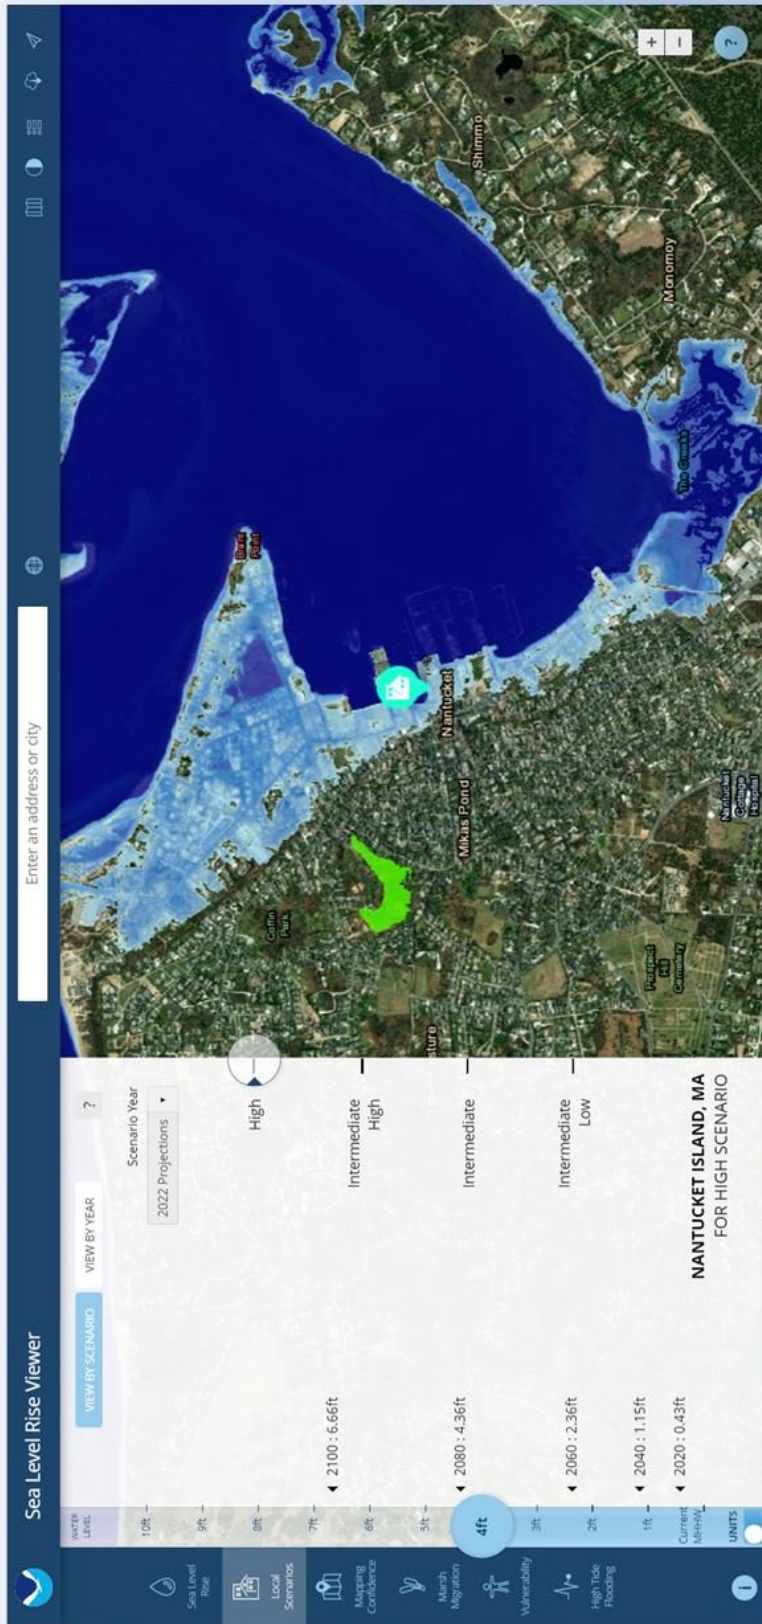 Sea Level Rise Viewer
Enter an address or city
Sea Level
Rise
Local
Scenarios
Mapping
Confidence
Marsh
Migration
Vulnerability
High Tide
Flooding
i
WATER
LEVEL
10ft
9ft
8ft
7ft
6ft
5ft
4ft
3ft
2ft
1ft
Current
MHHW
UNITS
VIEW BY SCENARIO
VIEW BY YEAR
?
Scenario Year
2022 Projections
2100 : 6.66ft
2080 : 4.36ft
2060 : 2.36ft
2040 : 1.15ft
2020 : 0.43ft
High
Intermediate
High
Intermediate
Intermediate
Low
NANTUCKET ISLAND, MA
FOR HIGH SCENARIO
Brant
Point
Coffin
Park
Nantucket
Mikas Pond
Shimmo
Monomoy
The Creeks
Prospect
Hill
Cemetery
Nantucket
Cottage
Hospital
+
−
?